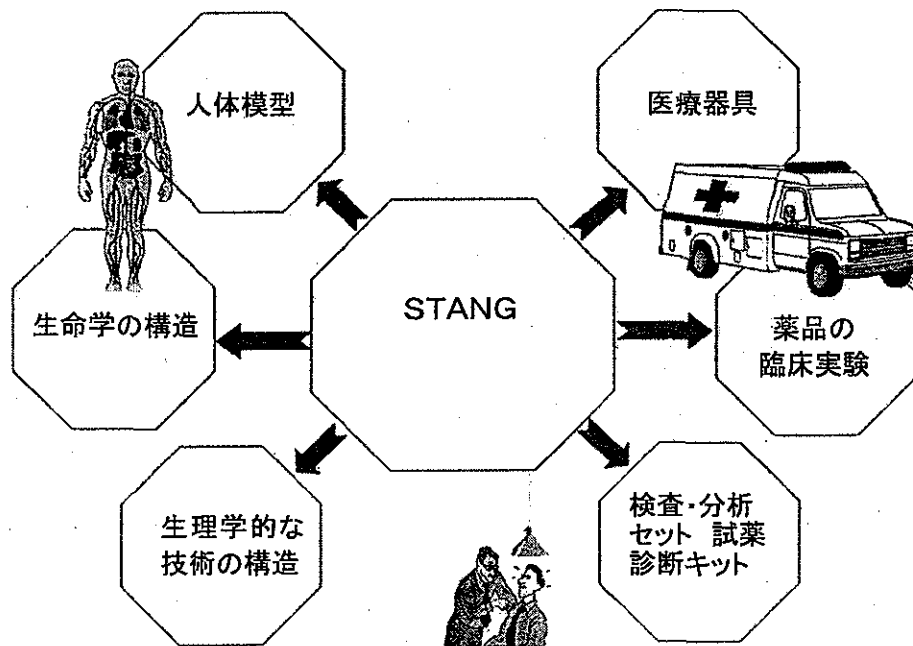 人体模型
医療器具
STANG
生命学の構造
薬品の
臨床実験
生理学的な
技術の構造
検査・分析
セット 試薬
診断キット